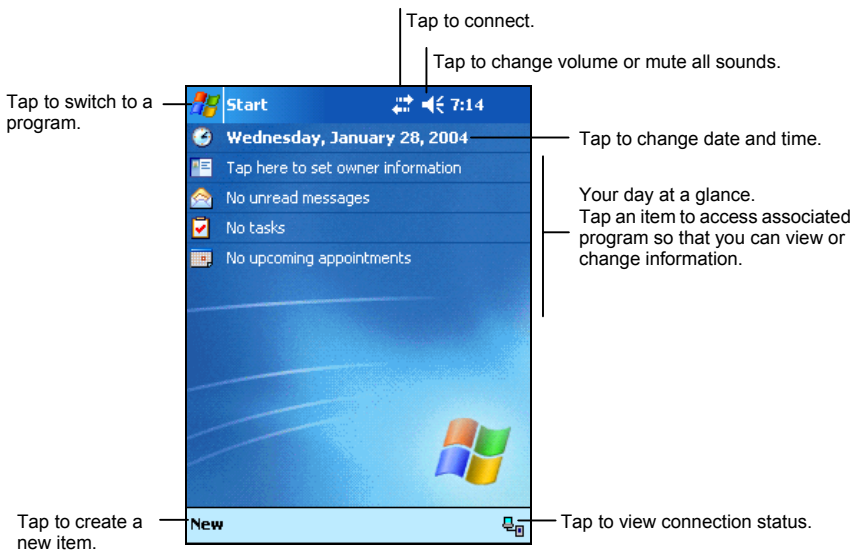 Tap to connect.
Tap to change volume or mute all sounds.
Tap to switch to a
program.
Start 7:14
Wednesday, January 28, 2004
Tap to change date and time.
Tap here to set owner information
No unread messages
No tasks
No upcoming appointments
Your day at a glance.
Tap an item to access associated
program so that you can view or
change information.
Tap to create a
new item.
New
Tap to view connection status.